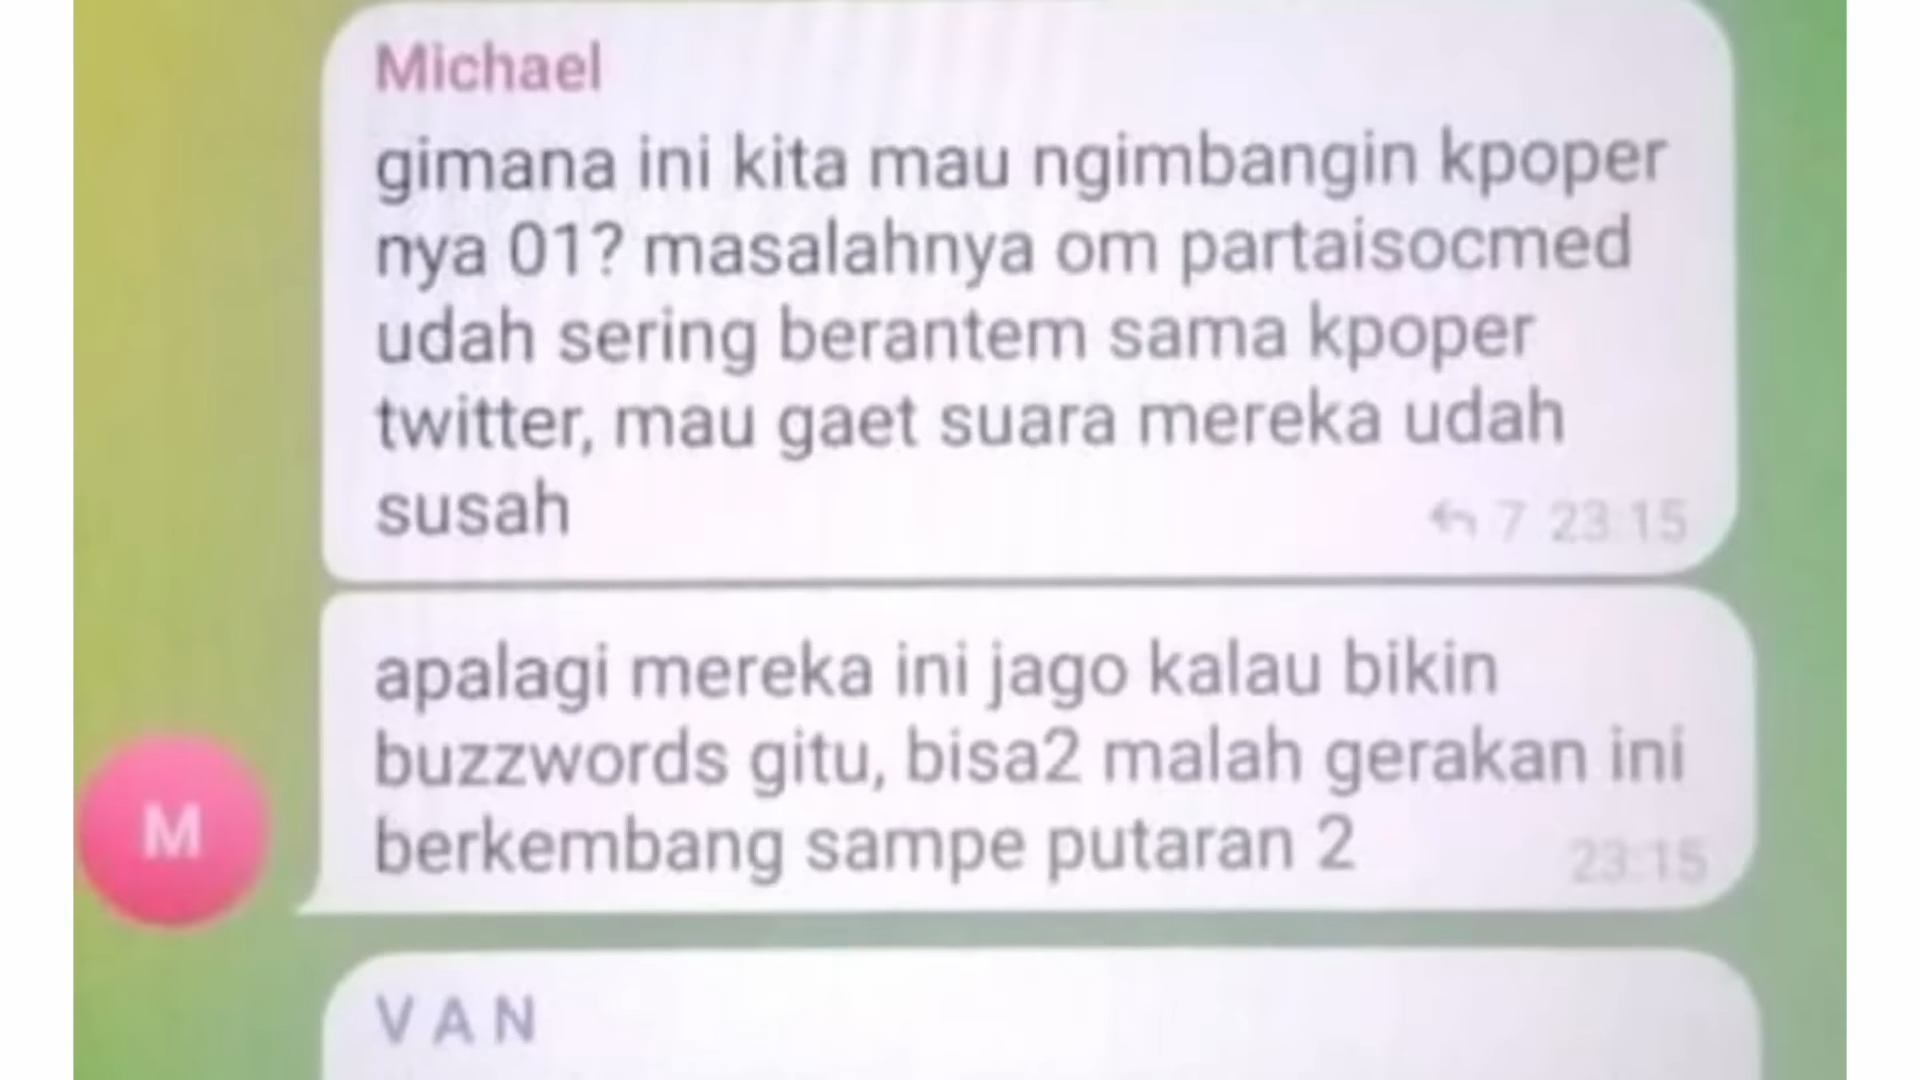 Michael
gimana ini kita mau ngimbangin kpoper
nya 01? masalahnya om partaisocmed
udah sering berantem sama kpoper
twitter, mau gaet suara mereka udah
susah
7 23:15
apalagi mereka ini jago kalau bikin
buzzwords gitu, bisa2 malah gerakan ini
berkembang sampe putaran 2
23:15
M
V A N